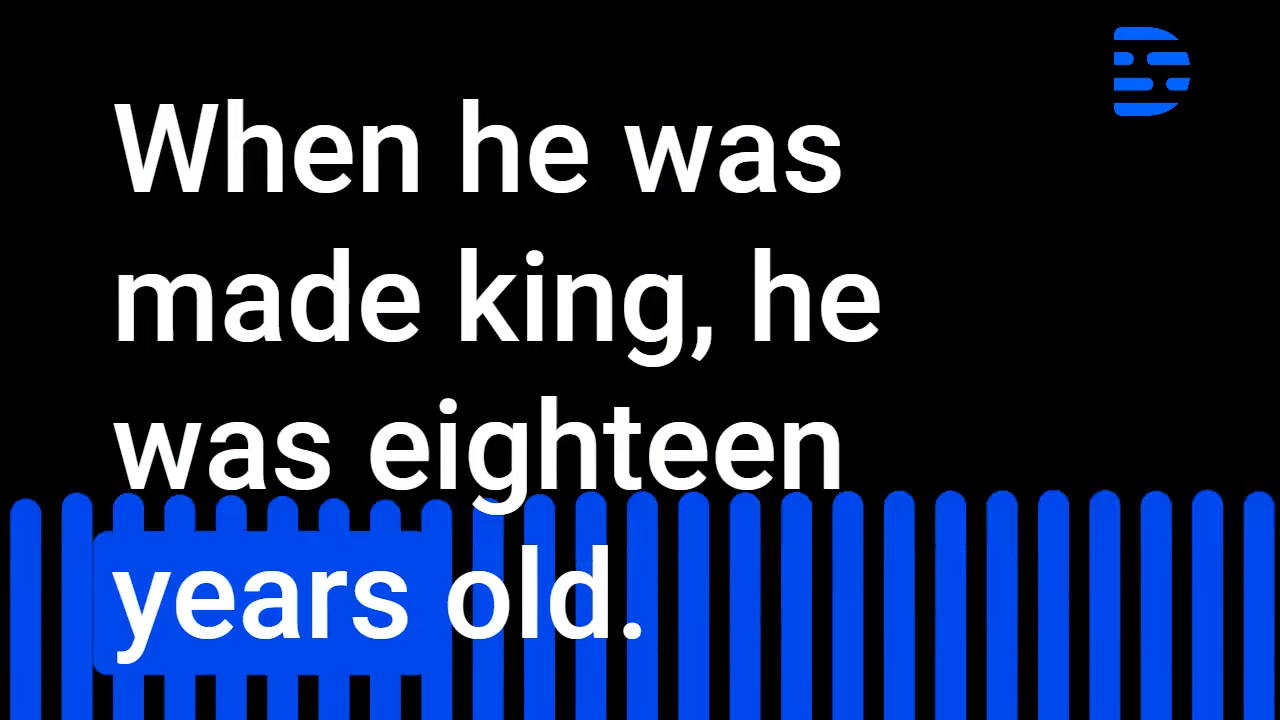 When he was
made king, he
was eighteen
years old.